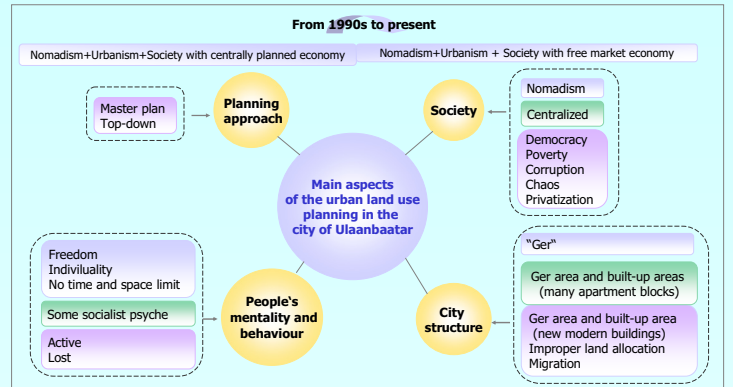 From 1990s to present
Nomadism+Urbanism+Society with centrally planned economy
Nomadism+Urbanism + Society with free market economy
Master plan
Top-down
Planning
approach
Society
Nomadism
Centralized
Democracy
Poverty
Corruption
Chaos
Privatization
Main aspects
of the urban land use
planning in the
city of Ulaanbaatar
Freedom
Indiviluality
No time and space limit
Some socialist psyche
Active
Lost
People‘s
mentality and
behaviour
City
structure
"Ger“
Ger area and built-up areas
(many apartment blocks)
Ger area and built-up area
(new modern buildings)
Improper land allocation
Migration